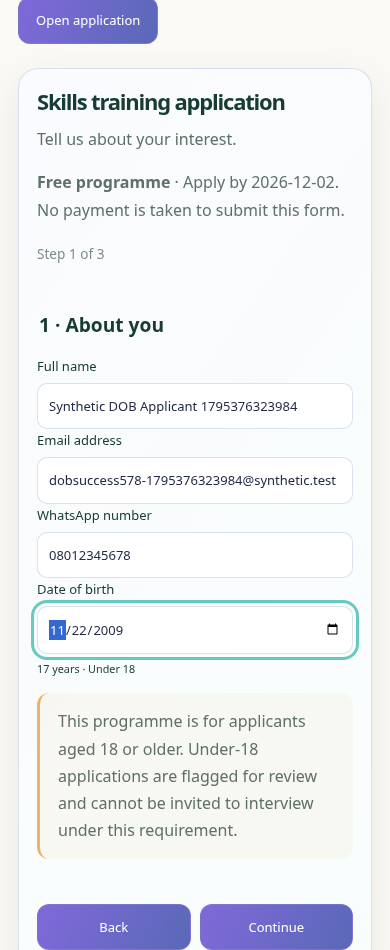 Open application
Skills training application
Tell us about your interest.
Free programme · Apply by 2026-12-02.
No payment is taken to submit this form.
Step 1 of 3
1 · About you
Full name
Synthetic DOB Applicant 1795376323984
Email address
dobsuccess578-1795376323984@synthetic.test
WhatsApp number
08012345678
Date of birth
11/22/2009
17 years · Under 18
This programme is for applicants
aged 18 or older. Under-18
applications are flagged for review
and cannot be invited to interview
under this requirement.
Back
Continue